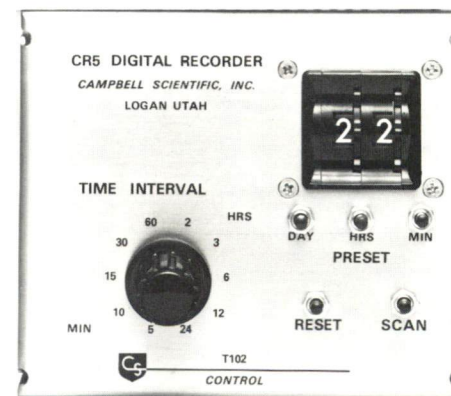 CR5 DIGITAL RECORDER
CAMPBELL SCIENTIFIC, INC.
LOGAN UTAH
2 2
TIME INTERVAL
HRS
60 2
30 3
15 6
10 12
5 24
MIN
DAY HRS MIN
PRESET
RESET SCAN
CS
T102
CONTROL